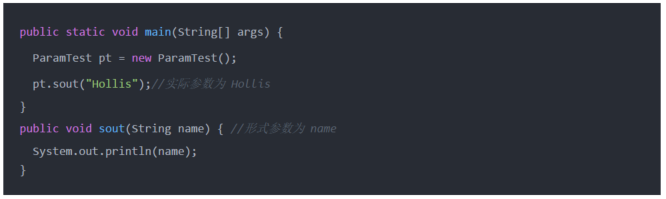 public static void main(String[] args) {
ParamTest pt = new ParamTest();
pt.sout("Hollis");//实际参数为 Hollis
}
public void sout(String name) { //形式参数为 name
System.out.println(name);
}